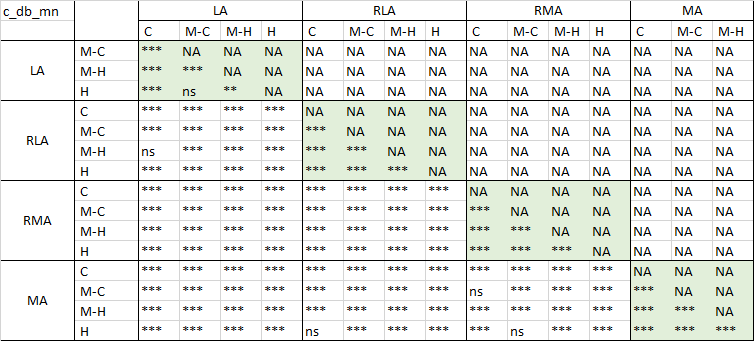 c_db_mn LA RLA RMA MA
C M-C M-H H C M-C M-H H C M-C M-H H C M-C M-H
LA M-C *** NA NA NA NA NA NA NA NA NA NA NA NA NA NA
M-H *** *** NA NA NA NA NA NA NA NA NA NA NA NA NA
H *** ns ** NA NA NA NA NA NA NA NA NA NA NA NA
RLA C *** *** *** *** NA NA NA NA NA NA NA NA NA NA NA
M-C *** *** *** *** *** NA NA NA NA NA NA NA NA NA NA
M-H ns *** *** *** *** *** NA NA NA NA NA NA NA NA NA
H *** *** *** *** *** *** *** NA NA NA NA NA NA NA NA
RMA C *** *** *** *** *** *** *** *** NA NA NA NA NA NA NA
M-C *** *** *** *** *** *** *** *** *** NA NA NA NA NA NA
M-H *** *** *** *** *** *** *** *** *** *** NA NA NA NA NA
H *** *** *** *** *** *** *** *** *** *** *** NA NA NA NA
MA C *** *** *** *** *** *** *** *** *** *** *** *** NA NA NA
M-C *** *** *** *** *** *** *** *** ns *** *** *** *** NA NA
M-H *** *** *** *** *** *** *** *** *** *** *** *** *** *** NA
H *** *** *** *** ns *** *** *** *** ns *** *** *** *** ***